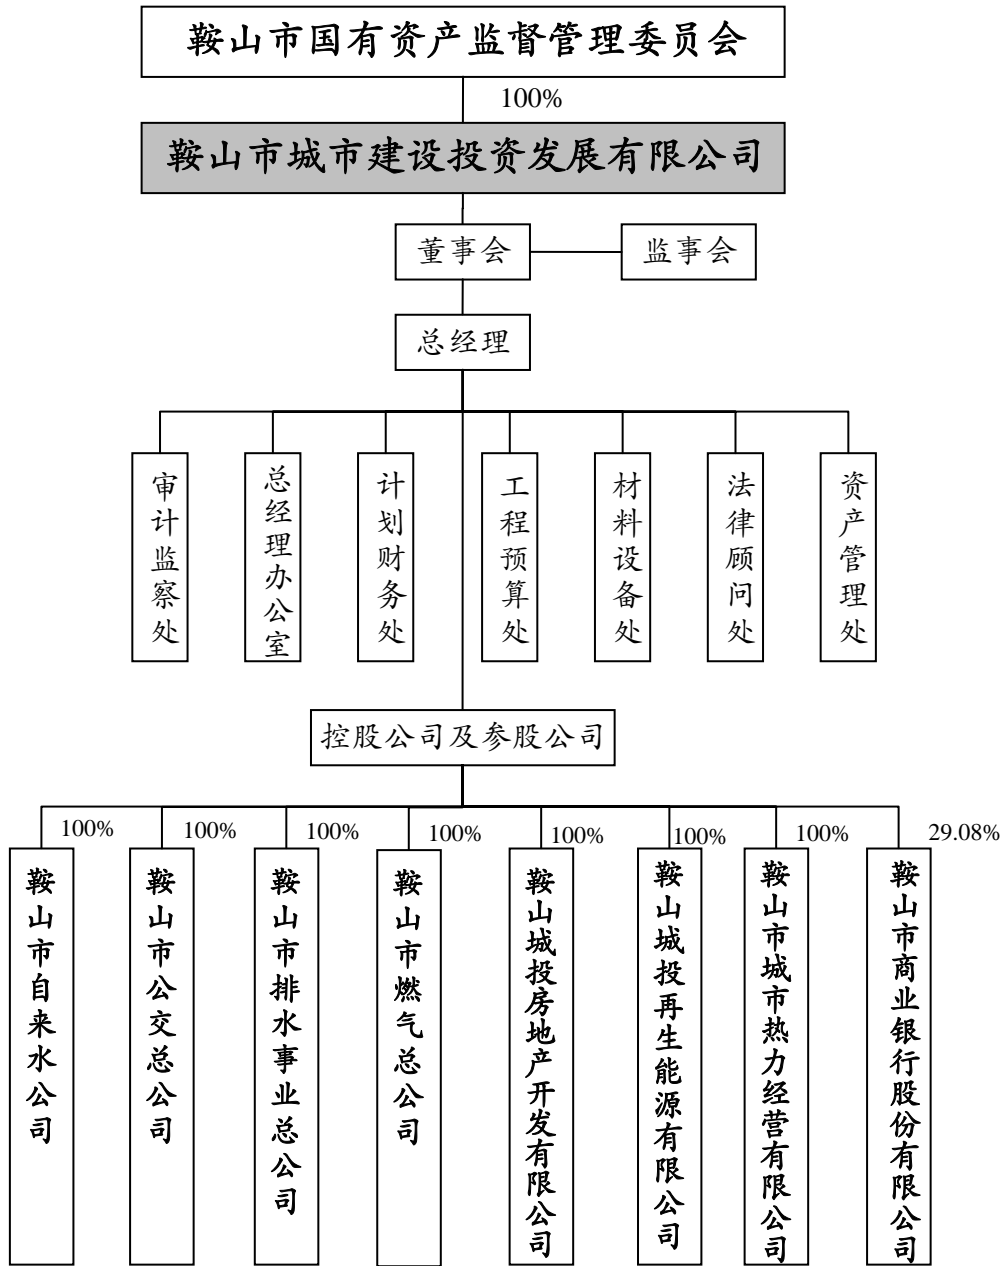 鞍山市国有资产监督管理委员会
100%
鞍山市城市建设投资发展有限公司
董事会
监事会
总经理
审计监察处
总经理办公室
计划财务处
工程预算处
材料设备处
法律顾问处
资产管理处
控股公司及参股公司
100%
100%
100%
100%
100%
100%
100%
29.08%
鞍山市自来水公司
鞍山市公交总公司
鞍山市排水事业总公司
鞍山市燃气总公司
鞍山城投房地产开发有限公司
鞍山城投再生能源有限公司
鞍山市城市热力经营有限公司
鞍山市商业银行股份有限公司